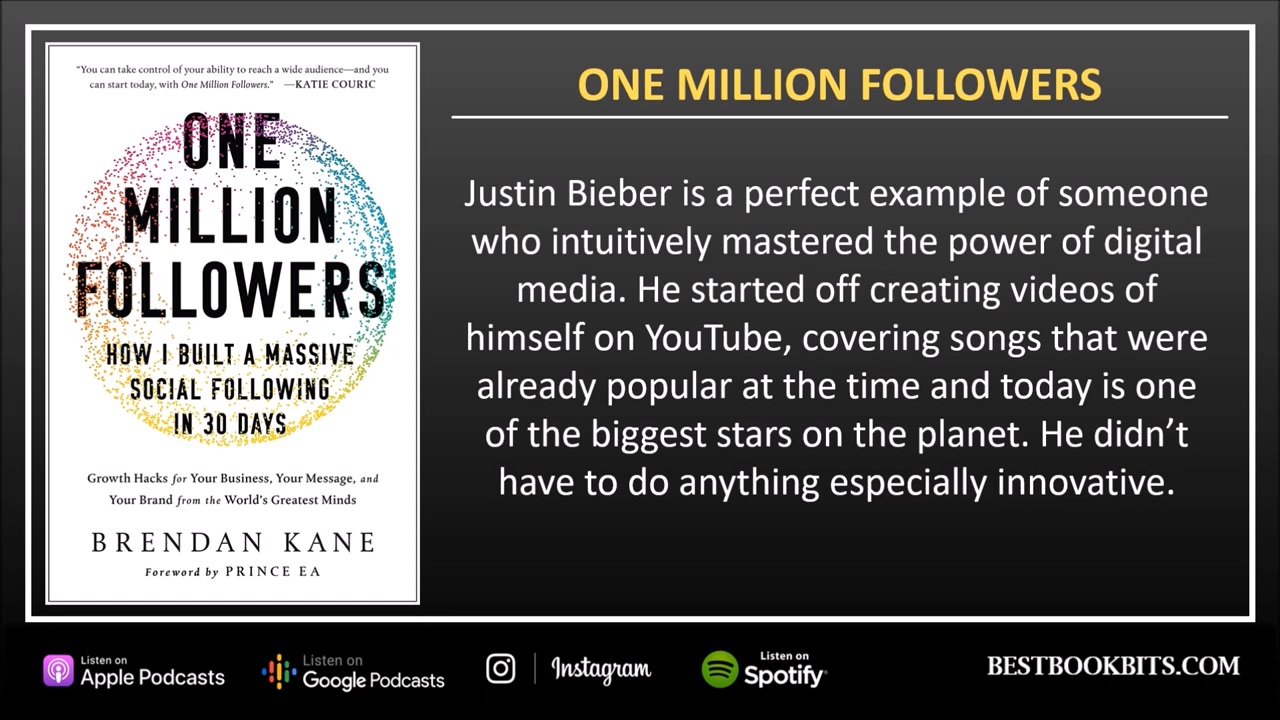 “You can take control of your ability to reach a wide audience—and you
can start today, with One Million Followers.” —KATIE COURIC
ONE
MILLION
FOLLOWERS
HOW I BUILT A MASSIVE
SOCIAL FOLLOWING
IN 30 DAYS
Growth Hacks for Your Business, Your Message, and
Your Brand from the World’s Greatest Minds
BRENDAN KANE
Foreword by PRINCE EA
ONE MILLION FOLLOWERS
Justin Bieber is a perfect example of someone
who intuitively mastered the power of digital
media. He started off creating videos of
himself on YouTube, covering songs that were
already popular at the time and today is one
of the biggest stars on the planet. He didn’t
have to do anything especially innovative.
Listen on
Apple Podcasts
Listen on
Google Podcasts
Instagram
Listen on
Spotify
BESTBOOKBITS.COM